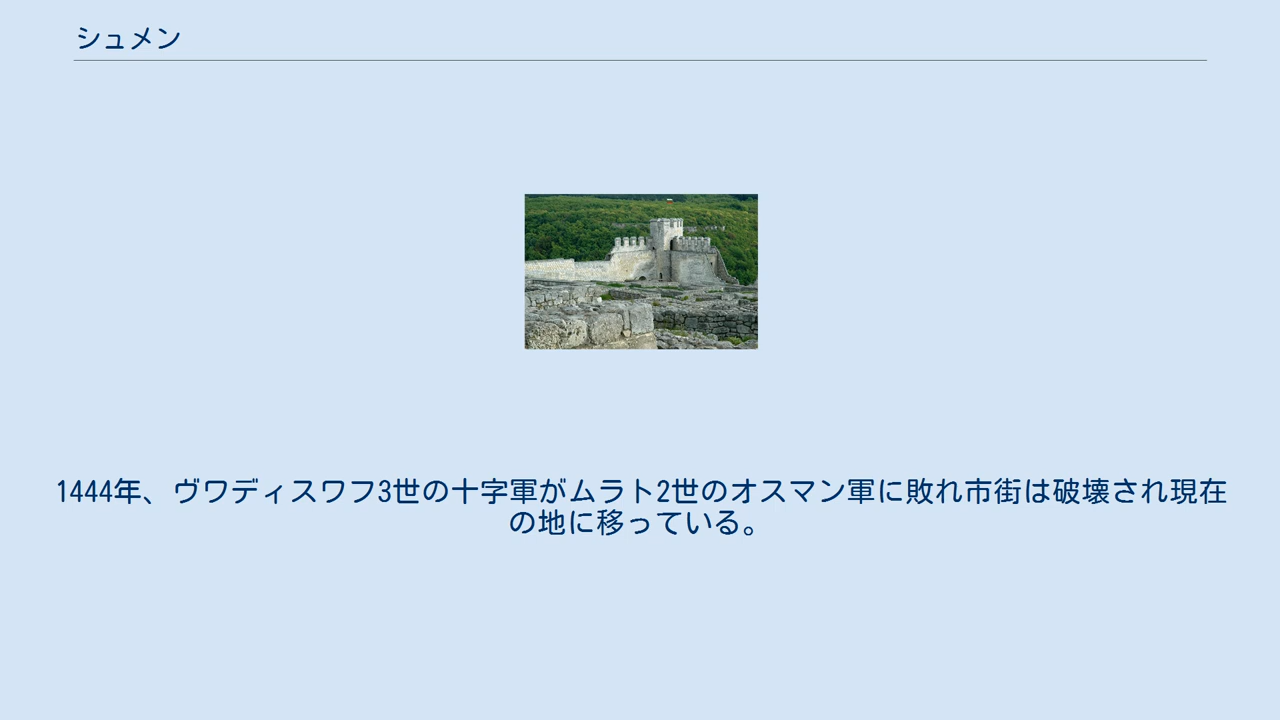 シュメン
1444年、ヴワディスワフ3世の十字軍がムラト2世のオスマン軍に敗れ市街は破壊され現在
の地に移っている。